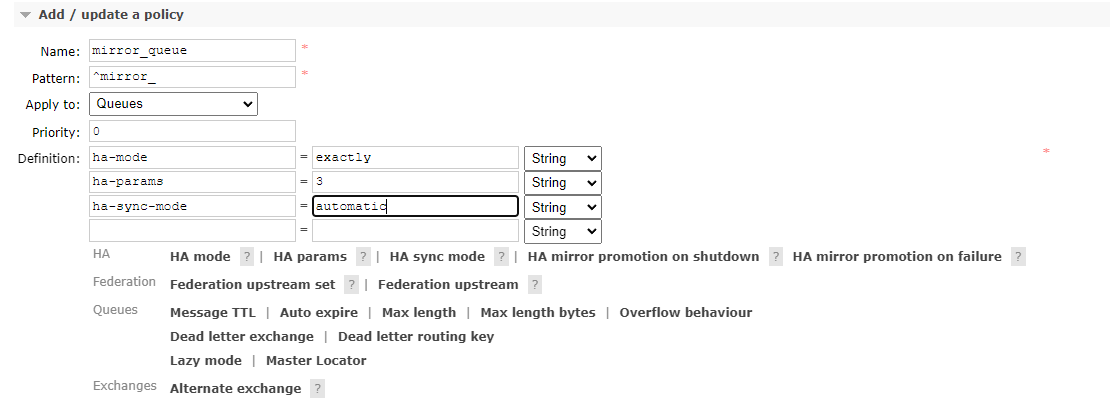 Add / update a policy
Name: mirror_queue *
Pattern: ^mirror_ *
Apply to: Queues
Priority: 0
Definition: ha-mode = exactly String *
ha-params = 3 String
ha-sync-mode = automatic String
= String
HA HA mode ? | HA params ? | HA sync mode ? | HA mirror promotion on shutdown ? HA mirror promotion on failure ?
Federation Federation upstream set ? | Federation upstream ?
Queues Message TTL | Auto expire | Max length | Max length bytes | Overflow behaviour
Dead letter exchange | Dead letter routing key
Lazy mode | Master Locator
Exchanges Alternate exchange ?